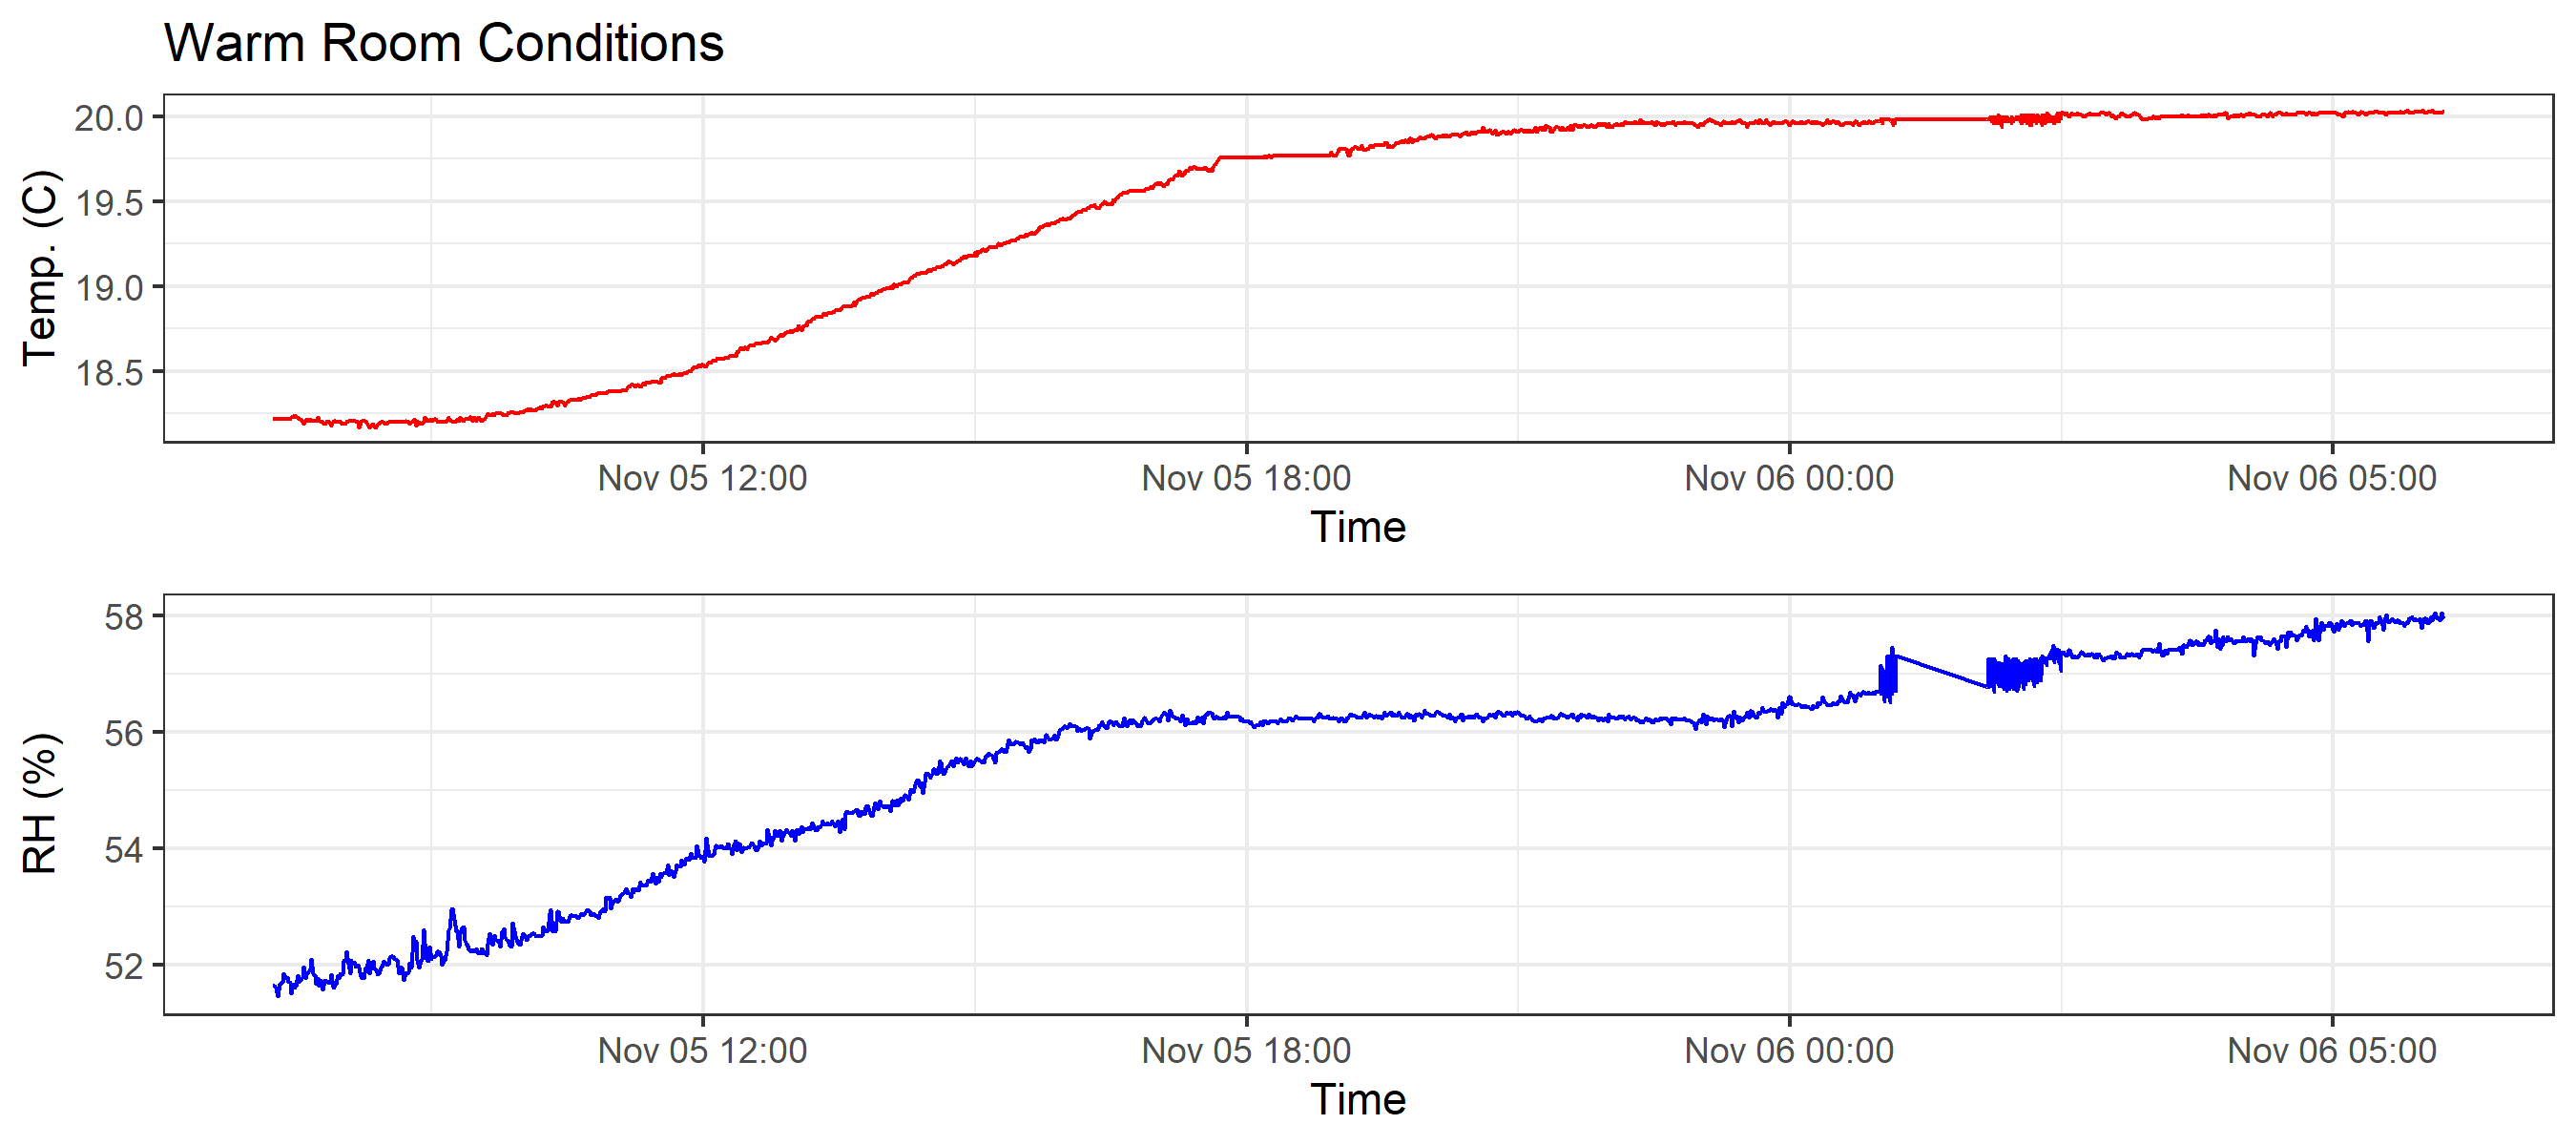 Warm Room Conditions
Temp. (C)
20.0
19.5
19.0
18.5
Nov 05 12:00 Nov 05 18:00 Nov 06 00:00 Nov 06 05:00
Time
RH (%)
58
56
54
52
Nov 05 12:00 Nov 05 18:00 Nov 06 00:00 Nov 06 05:00
Time